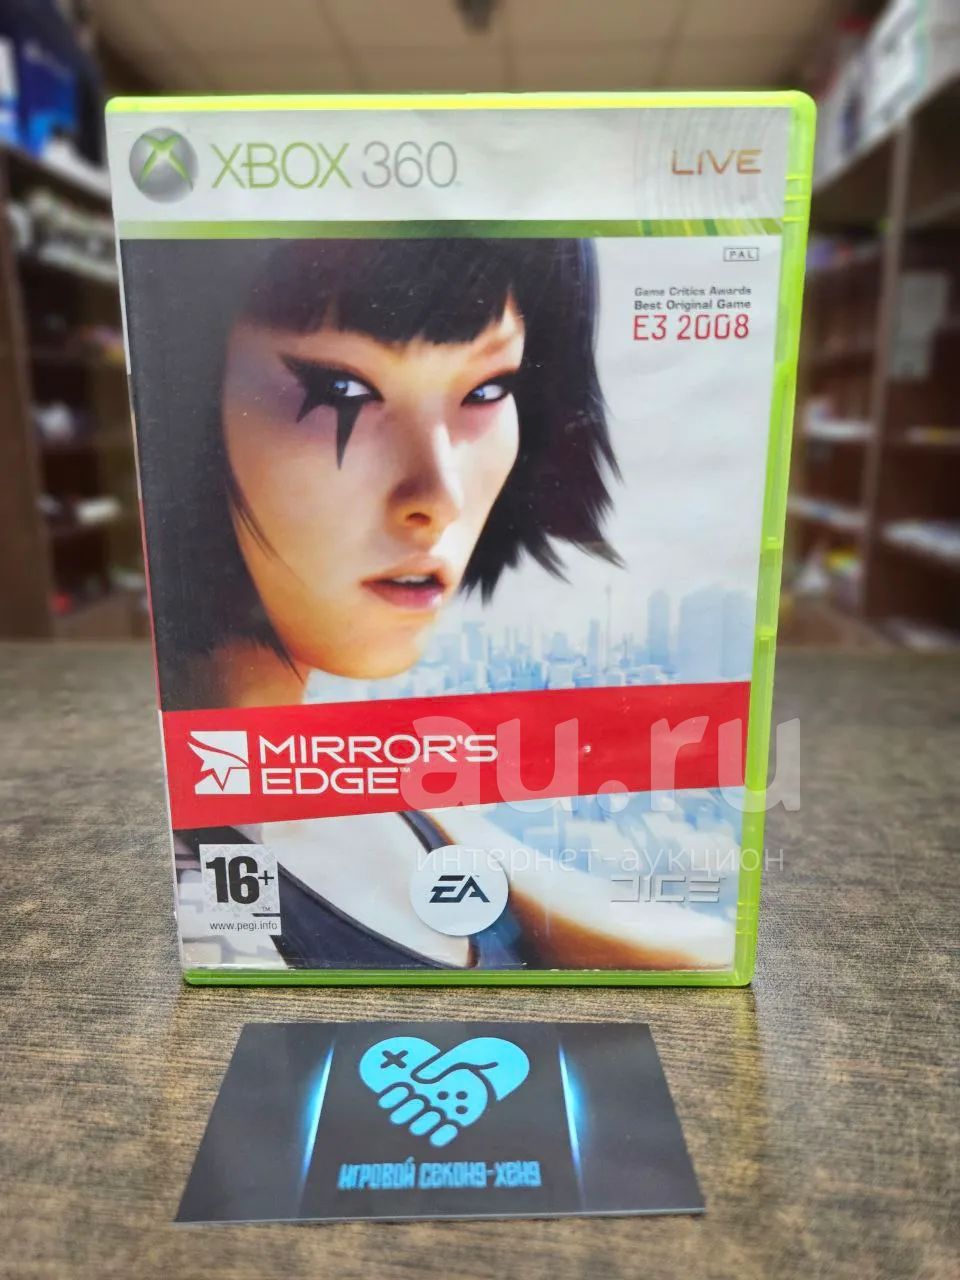 XBOX 360
LIVE
PAL
Game Critics Awards
Best Original Game
E3 2008
MIRROR'S
EDGE™
au.ru
интернет-аукцион
16+
www.pegi.info
EA
DICE
ИГРОВОЙ СЕКОНД-ХЕНД